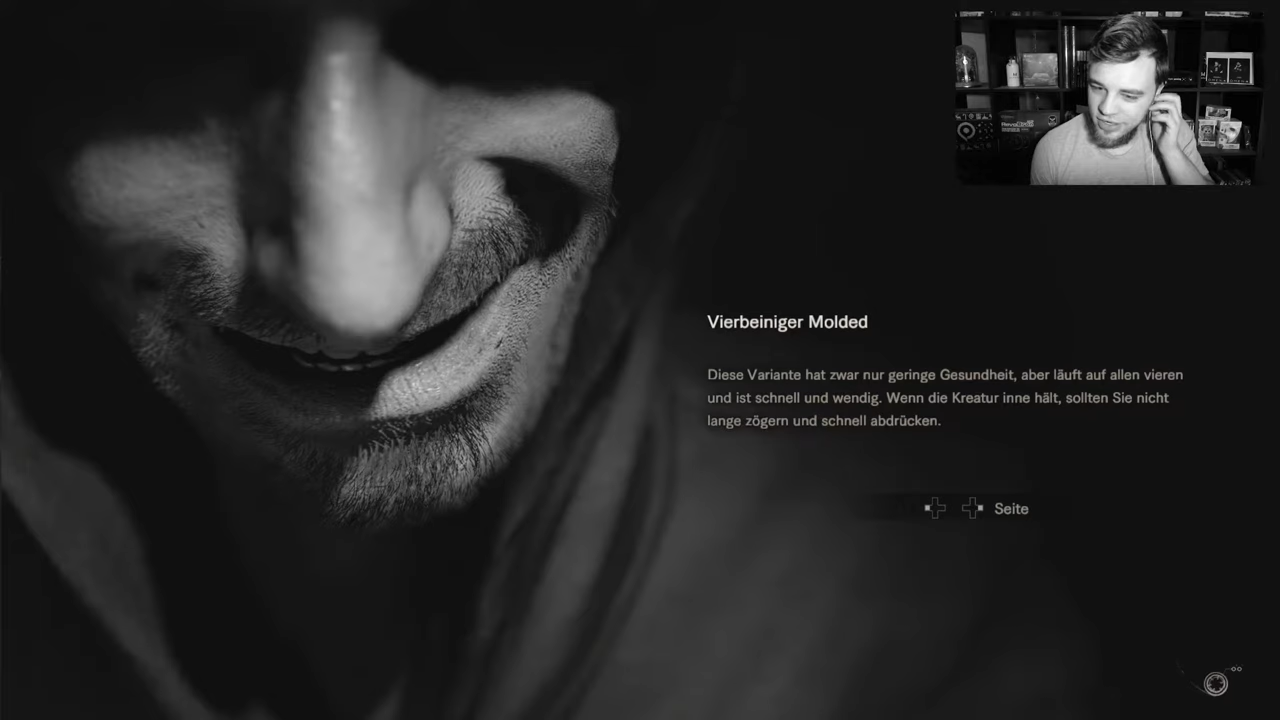 Vierbeiniger Molded
Diese Variante hat zwar nur geringe Gesundheit, aber läuft auf allen vieren
und ist schnell und wendig. Wenn die Kreatur inne hält, sollten Sie nicht
lange zögern und schnell abdrücken.
Seite